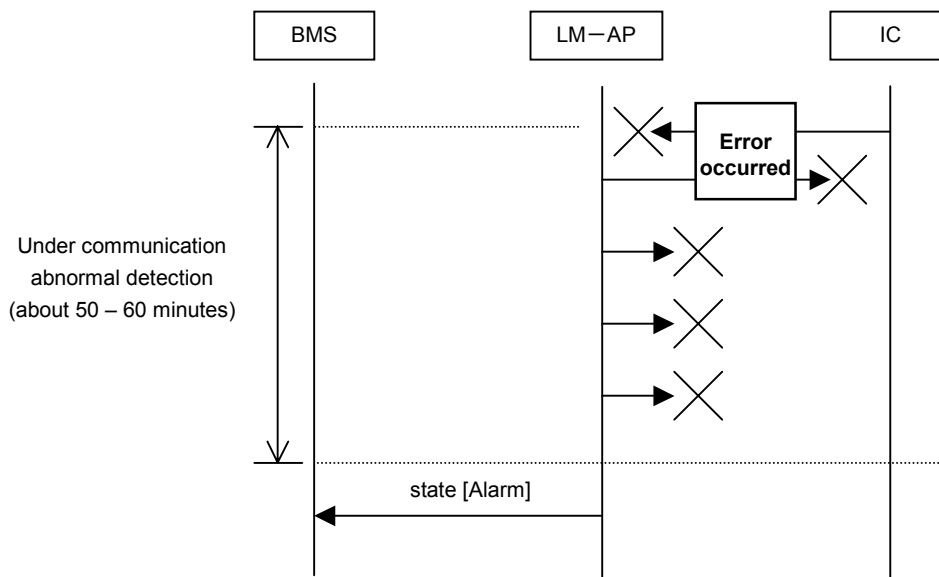 BMS
LM－AP
IC
Error
occurred
Under communication
abnormal detection
(about 50 – 60 minutes)
state [Alarm]